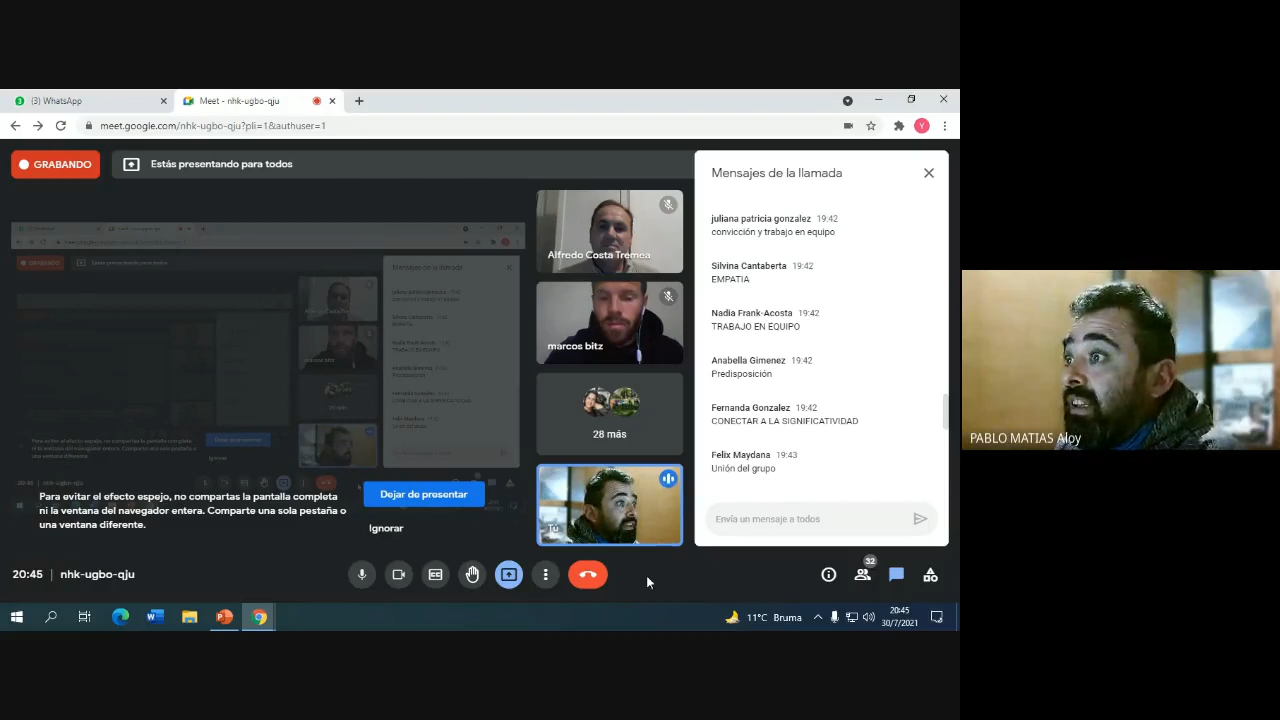 (3) WhatsApp
Meet - nhk-ugbo-qju
meet.google.com/nhk-ugbo-qju?pli=1&authuser=1
GRABANDO
Estás presentando para todos
Mensajes de la llamada
juliana patricia gonzalez 19:42
convicción y trabajo en equipo
Silvina Cantaberta 19:42
EMPATIA
Nadia Frank-Acosta 19:42
TRABAJO EN EQUIPO
Anabella Gimenez 19:42
Predisposición
Fernanda Gonzalez 19:42
CONECTAR A LA SIGNIFICATIVIDAD
Felix Maydana 19:43
Unión del grupo
Envía un mensaje a todos
Alfredo Costa Tremea
marcos bitz
28 más
Tú
Para evitar el efecto espejo, no compartas la pantalla completa
ni la ventana del navegador entera. Comparte una sola pestaña o
una ventana diferente.
Dejar de presentar
Ignorar
20:45 | nhk-ugbo-qju
32
11°C Bruma
20:45
30/7/2021
PABLO MATIAS Aloy